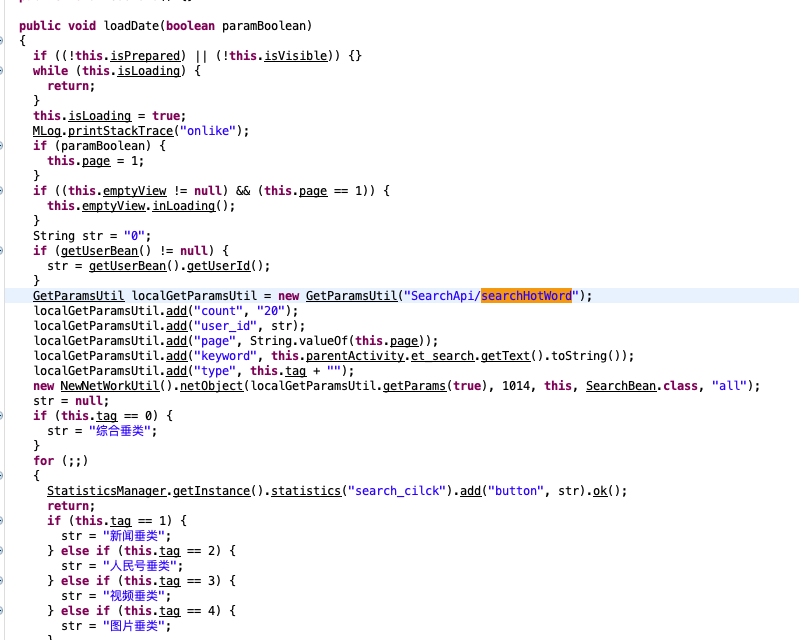 public void loadDate(boolean paramBoolean)
{
if ((!this.isPrepared) || (!this.isVisible)) {}
while (this.isLoading) {
return;
}
this.isLoading = true;
MLog.printStackTrace("onlike");
if (paramBoolean) {
this.page = 1;
}
if ((this.emptyView != null) && (this.page == 1)) {
this.emptyView.inLoading();
}
String str = "0";
if (getUserBean() != null) {
str = getUserBean().getUserId();
}
GetParamsUtil localGetParamsUtil = new GetParamsUtil("SearchApi/searchHotWord");
localGetParamsUtil.add("count", "20");
localGetParamsUtil.add("user_id", str);
localGetParamsUtil.add("page", String.valueOf(this.page));
localGetParamsUtil.add("keyword", this.parentActivity.et_search.getText().toString());
localGetParamsUtil.add("type", this.tag + "");
new NewNetWorkUtil().netObject(localGetParamsUtil.getParams(true), 1014, this, SearchBean.class, "all");
str = null;
if (this.tag == 0) {
str = "综合垂类";
}
for (;;)
{
StatisticsManager.getInstance().statistics("search_cilck").add("button", str).ok();
return;
if (this.tag == 1) {
str = "新闻垂类";
} else if (this.tag == 2) {
str = "人民号垂类";
} else if (this.tag == 3) {
str = "视频垂类";
} else if (this.tag == 4) {
str = "图片垂类";